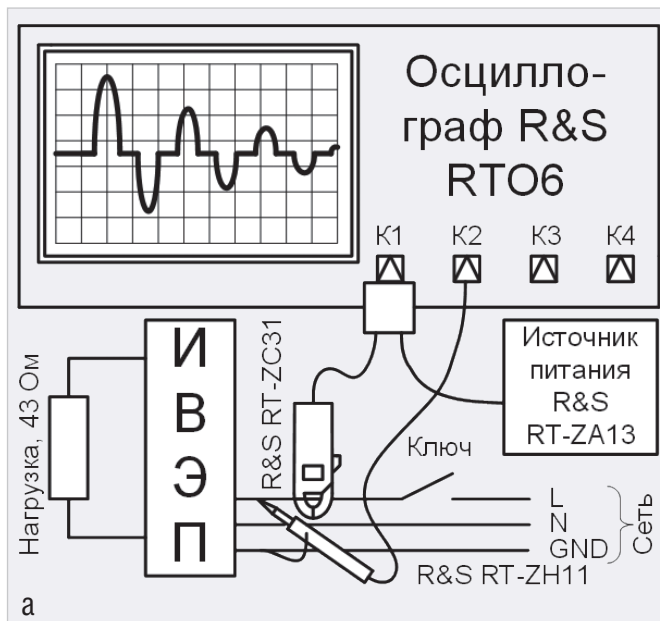 Осцилло-
граф R&S
RTO6
К1 К2 К3 К4
R&S RT-ZC31
Источник
питания
R&S
RT-ZA13
Нагрузка, 43 Ом
И
В
Э
П
Ключ
L
N
GND
Сеть
R&S RT-ZH11
а